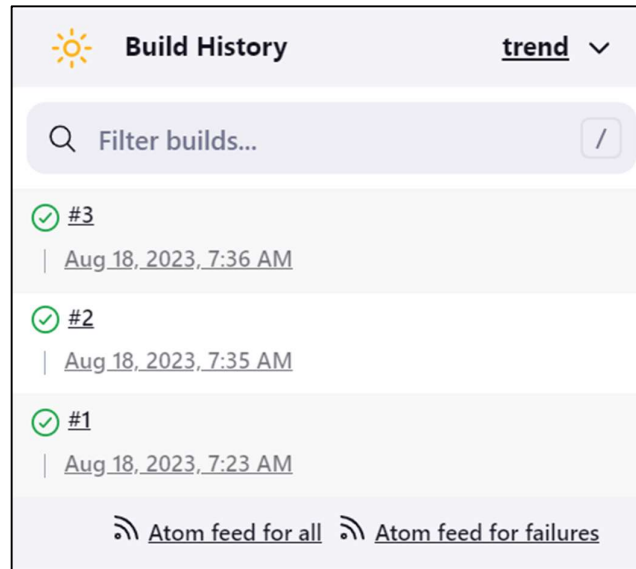 Build History trend
Filter builds... /
#3
Aug 18, 2023, 7:36 AM
#2
Aug 18, 2023, 7:35 AM
#1
Aug 18, 2023, 7:23 AM
Atom feed for all Atom feed for failures